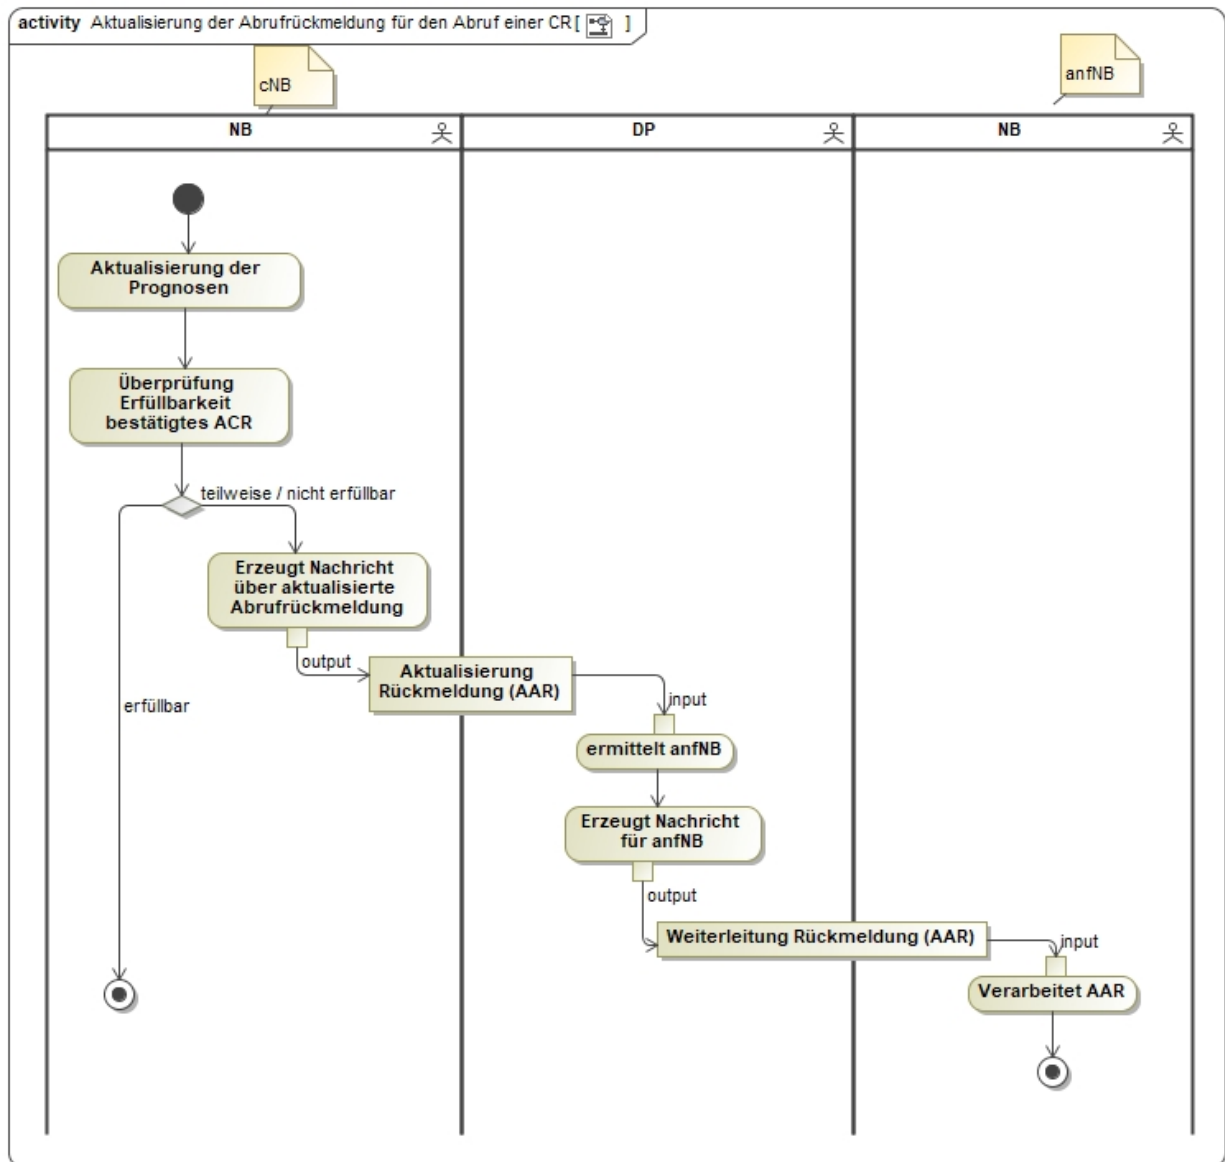 activity Aktualisierung der Abrufrückmeldung für den Abruf einer CR[ ]
cNB
anfNB
NB
DP
NB
Aktualisierung der
Prognosen
Überprüfung
Erfüllbarkeit
bestätigtes ACR
teilweise / nicht erfüllbar
Erzeugt Nachricht
über aktualisierte
Abrufrückmeldung
output
Aktualisierung
Rückmeldung (AAR)
input
erfüllbar
ermittelt anfNB
Erzeugt Nachricht
für anfNB
output
Weiterleitung Rückmeldung (AAR)
input
Verarbeitet AAR